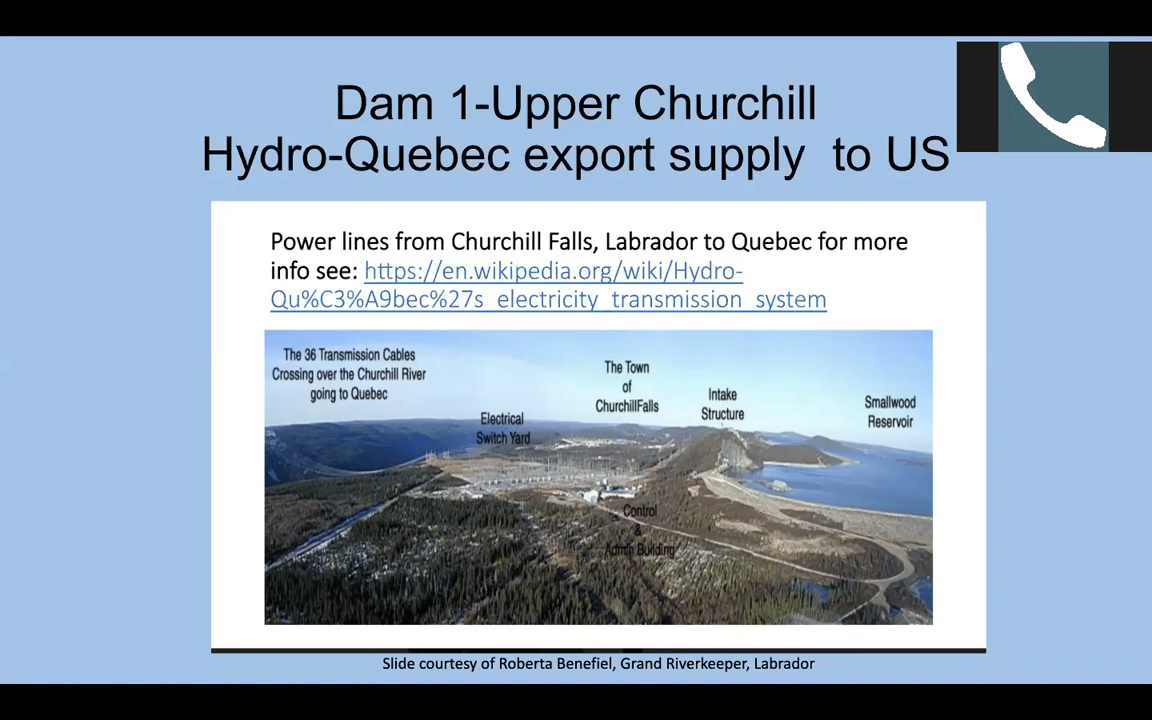 Dam 1-Upper Churchill
Hydro-Quebec export supply to US
Power lines from Churchill Falls, Labrador to Quebec for more
info see: https://en.wikipedia.org/wiki/Hydro-
Qu%C3%A9bec%27s_electricity_transmission_system
The 36 Transmission Cables
Crossing over the Churchill River
going to Quebec
Electrical
Switch Yard
The Town
of
ChurchillFalls
Intake
Structure
Smallwood
Reservoir
Control
&
Admin Building
Slide courtesy of Roberta Benefiel, Grand Riverkeeper, Labrador